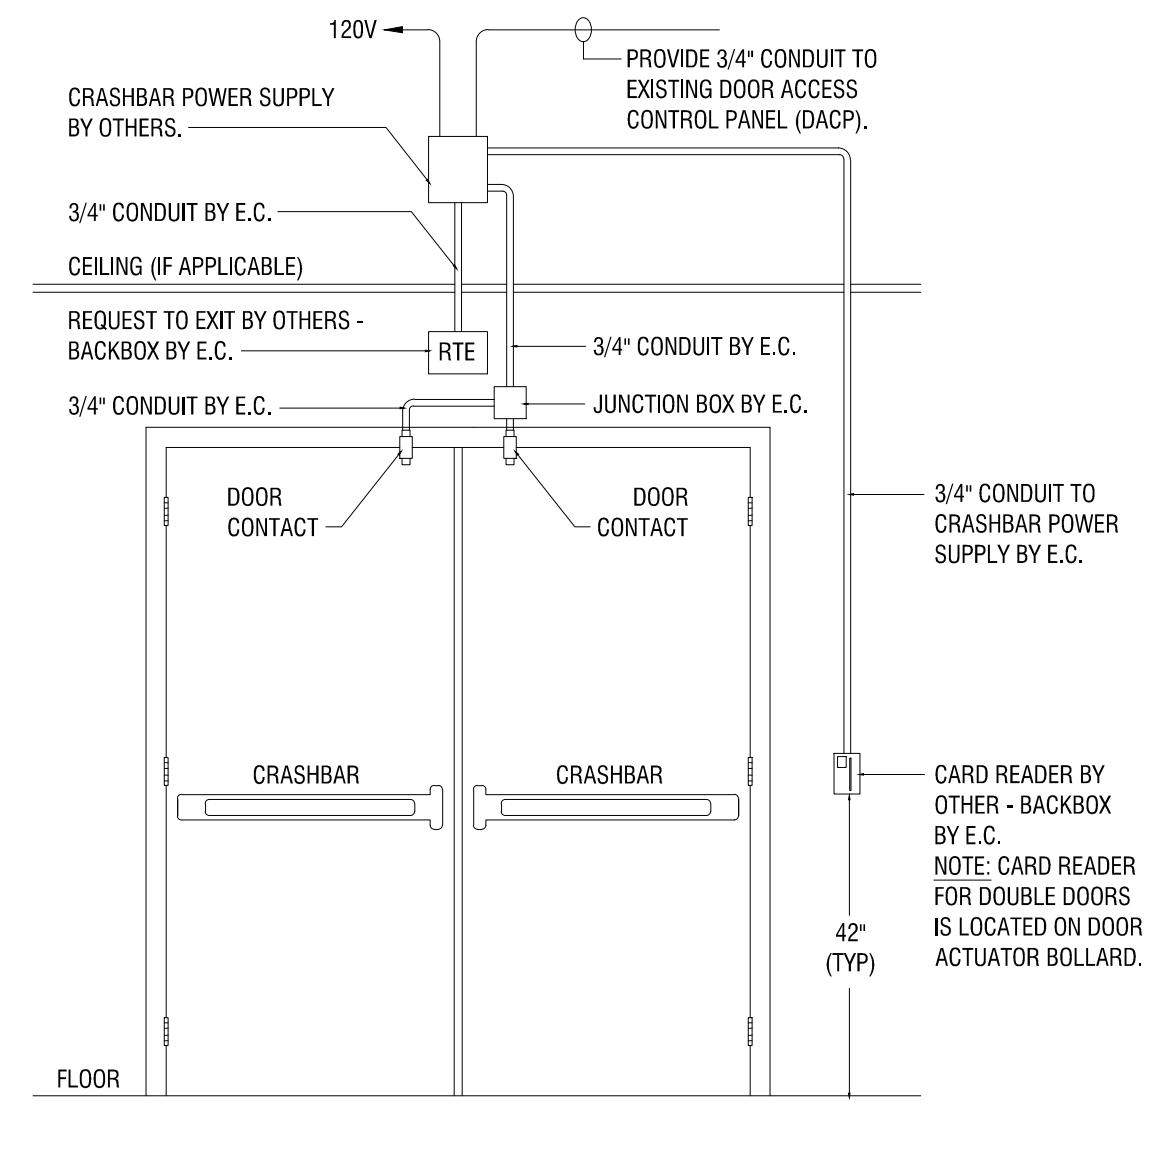 120V
PROVIDE 3/4" CONDUIT TO
EXISTING DOOR ACCESS
CONTROL PANEL (DACP).
CRASHBAR POWER SUPPLY
BY OTHERS.
3/4" CONDUIT BY E.C.
CEILING (IF APPLICABLE)
REQUEST TO EXIT BY OTHERS -
BACKBOX BY E.C.
RTE
3/4" CONDUIT BY E.C.
3/4" CONDUIT BY E.C.
JUNCTION BOX BY E.C.
DOOR
CONTACT
DOOR
CONTACT
3/4" CONDUIT TO
CRASHBAR POWER
SUPPLY BY E.C.
CRASHBAR
CRASHBAR
CARD READER BY
OTHER - BACKBOX
BY E.C.
NOTE: CARD READER
FOR DOUBLE DOORS
IS LOCATED ON DOOR
ACTUATOR BOLLARD.
42"
(TYP)
FLOOR